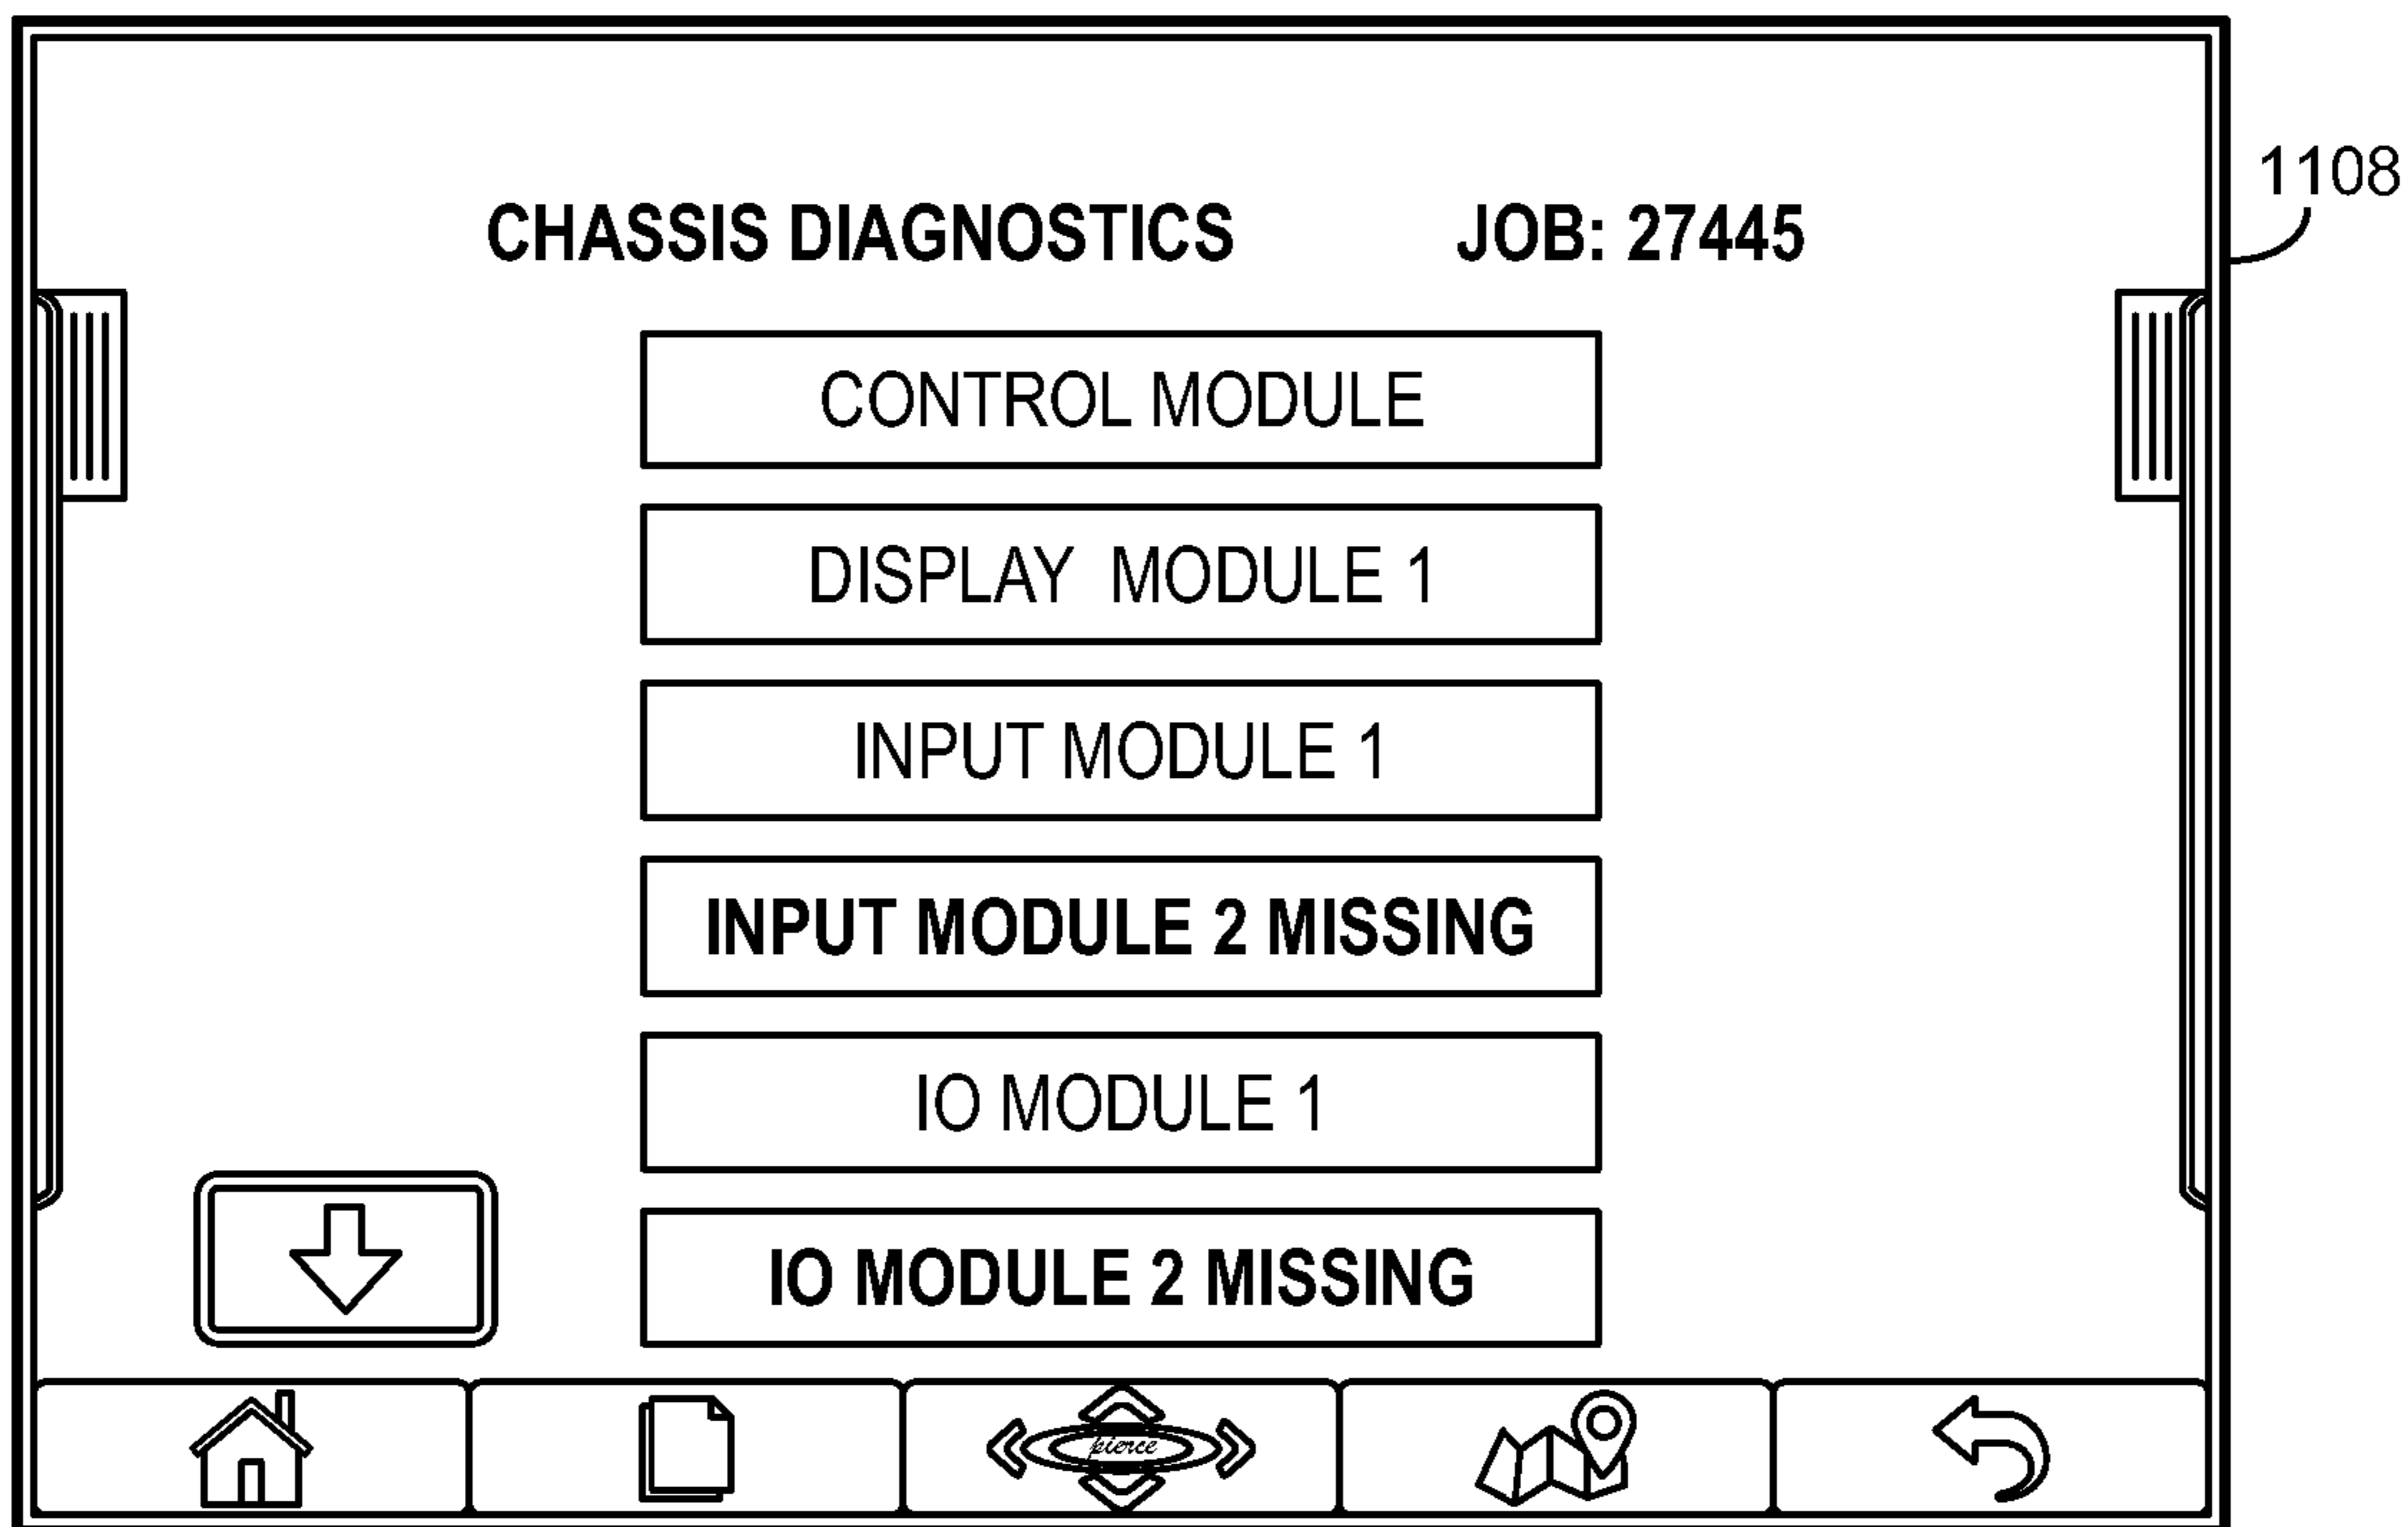 1108
CHASSIS DIAGNOSTICS JOB: 27445
CONTROL MODULE
DISPLAY MODULE 1
INPUT MODULE 1
INPUT MODULE 2 MISSING
IO MODULE 1
IO MODULE 2 MISSING
pierce